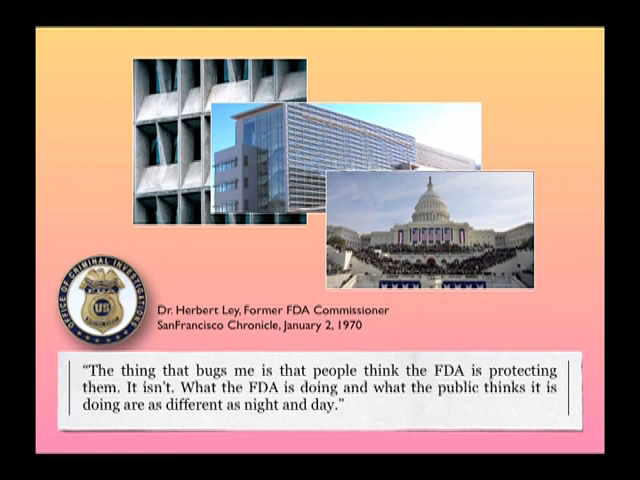 OFFICE OF CRIMINAL INVESTIGATIONS
FDA
US
Dr. Herbert Ley, Former FDA Commissioner
SanFrancisco Chronicle, January 2, 1970
“The thing that bugs me is that people think the FDA is protecting
them. It isn't. What the FDA is doing and what the public thinks it is
doing are as different as night and day.”